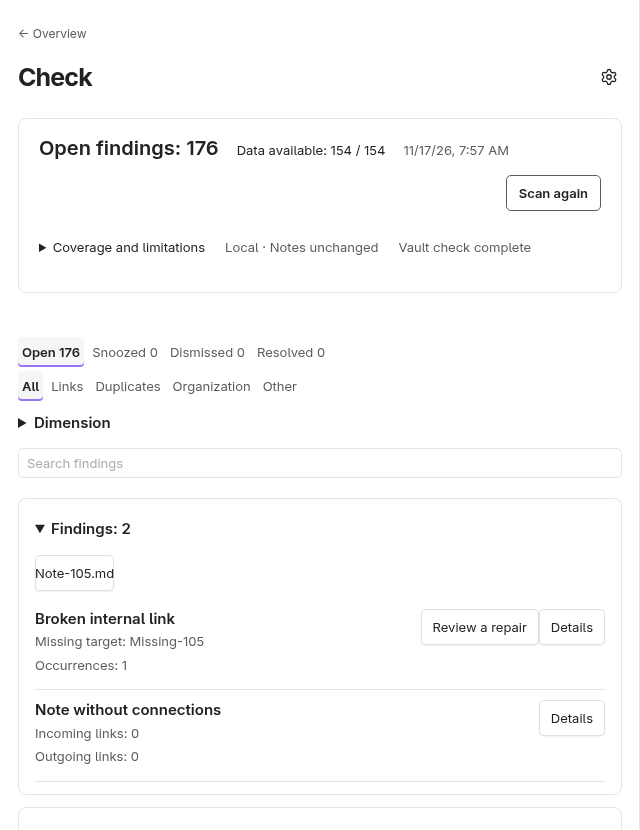 ← Overview
Check
Open findings: 176 Data available: 154 / 154 11/17/26, 7:57 AM
Scan again
▶ Coverage and limitations Local · Notes unchanged Vault check complete
Open 176 Snoozed 0 Dismissed 0 Resolved 0
All Links Duplicates Organization Other
▶ Dimension
Search findings
▼ Findings: 2
Note-105.md
Broken internal link
Review a repair Details
Missing target: Missing-105
Occurrences: 1
Note without connections
Details
Incoming links: 0
Outgoing links: 0